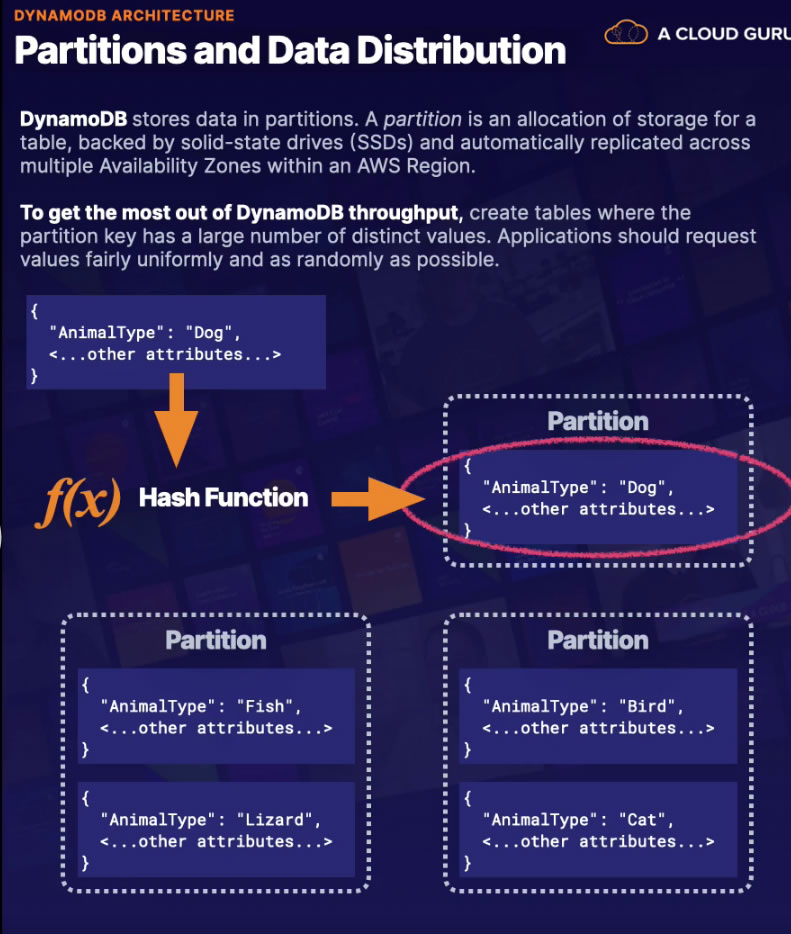 DYNAMODB ARCHITECTURE
Partitions and Data Distribution
A CLOUD GURU
DynamoDB stores data in partitions. A partition is an allocation of storage for a
table, backed by solid-state drives (SSDs) and automatically replicated across
multiple Availability Zones within an AWS Region.
To get the most out of DynamoDB throughput, create tables where the
partition key has a large number of distinct values. Applications should request
values fairly uniformly and as randomly as possible.
{
"AnimalType": "Dog",
<...other attributes...>
}
f(x) Hash Function
Partition
{
"AnimalType": "Dog",
<...other attributes...>
}
Partition
{
"AnimalType": "Fish",
<...other attributes...>
}
{
"AnimalType": "Lizard",
<...other attributes...>
}
Partition
{
"AnimalType": "Bird",
<...other attributes...>
}
{
"AnimalType": "Cat",
<...other attributes...>
}